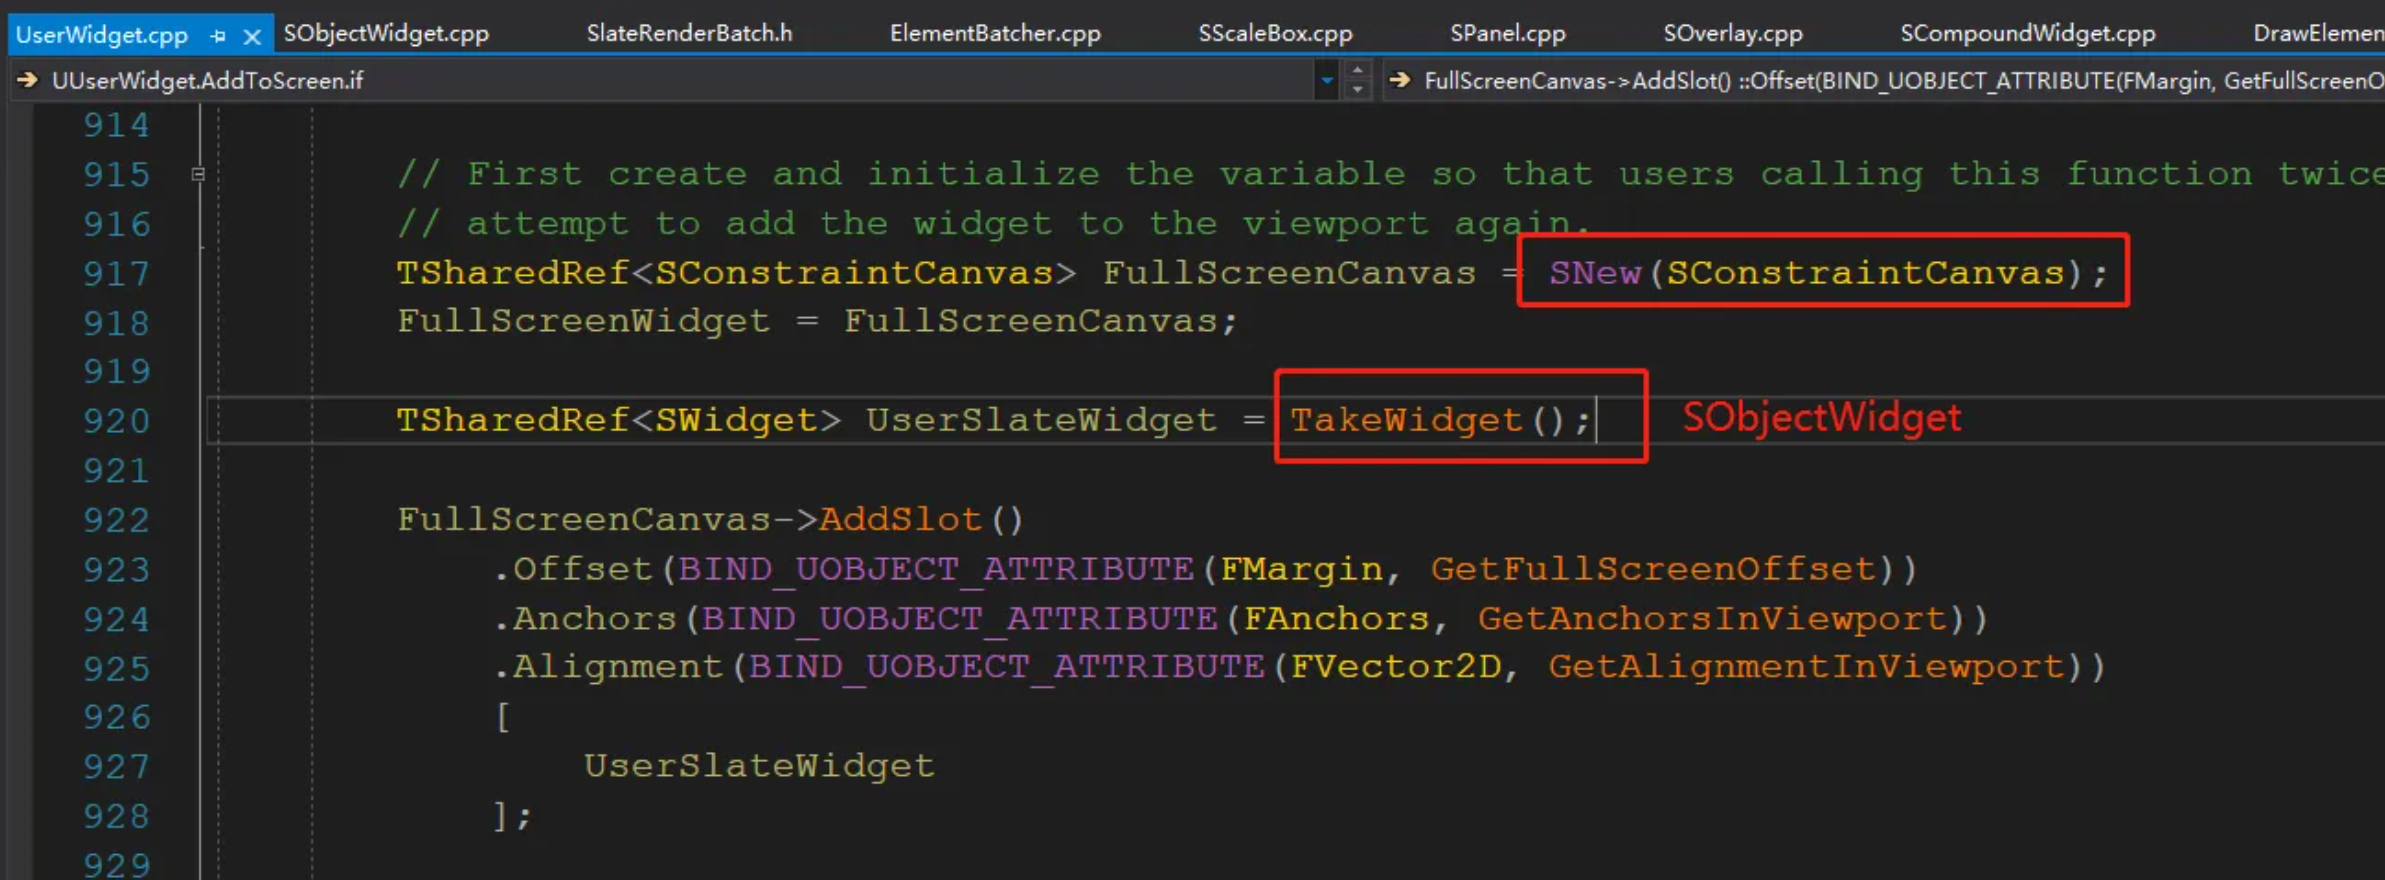 UserWidget.cpp SObjectWidget.cpp SlateRenderBatch.h ElementBatcher.cpp SScaleBox.cpp SPanel.cpp SOverlay.cpp SCompoundWidget.cpp DrawElemen
UUserWidget.AddToScreen.if FullScreenCanvas->AddSlot() ::Offset(BIND_UOBJECT_ATTRIBUTE(FMargin, GetFullScreenO
914
915 // First create and initialize the variable so that users calling this function twice
916 // attempt to add the widget to the viewport again.
917 TSharedRef<SConstraintCanvas> FullScreenCanvas = SNew(SConstraintCanvas);
918 FullScreenWidget = FullScreenCanvas;
919
920 TSharedRef<SWidget> UserSlateWidget = TakeWidget(); SObjectWidget
921
922 FullScreenCanvas->AddSlot()
923 .Offset(BIND_UOBJECT_ATTRIBUTE(FMargin, GetFullScreenOffset))
924 .Anchors(BIND_UOBJECT_ATTRIBUTE(FAnchors, GetAnchorsInViewport))
925 .Alignment(BIND_UOBJECT_ATTRIBUTE(FVector2D, GetAlignmentInViewport))
926 [
927 UserSlateWidget
928 ];
929